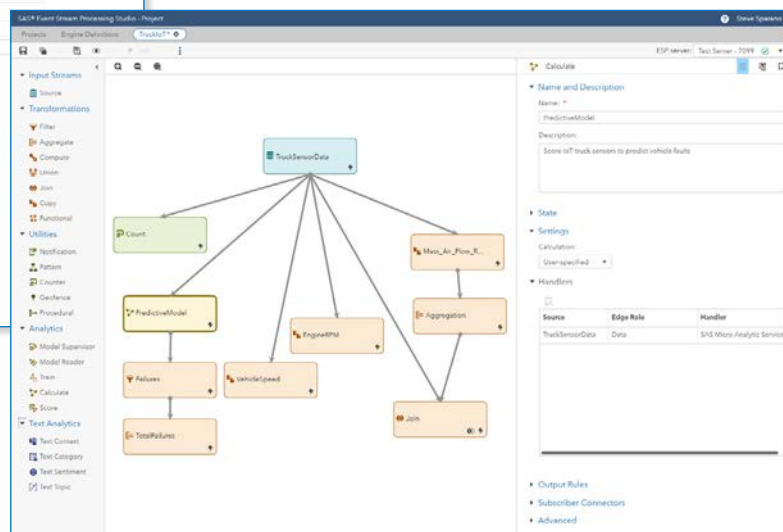 SAS® Event Stream Processing Studio - Project
Steve Sparano
Projects
Engine Definitions
TruckIoT*
ESP server:
Test Server - 7099
Input Streams
Source
Transformations
Filter
Aggregate
Compute
Union
Join
Copy
Functional
Utilities
Notification
Pattern
Counter
Geofence
Procedural
Analytics
Model Supervisor
Model Reader
Train
Calculate
Score
Text Analytics
Text Context
Text Category
Text Sentiment
Text Topic
TruckSensorData
Count
Mass_Air_Flow_R...
PredictiveModel
Aggregation
EngineRPM
Failures
VehicleSpeed
Join
TotalFailures
Calculate
Name and Description
Name: *
PredictiveModel
Description:
Score IoT truck sensors to predict vehicle faults
State
Settings
Calculation:
User-specified
Handlers
Source
Edge Role
Handler
TruckSensorData
Data
SAS Micro Analytic Service
Output Rules
Subscriber Connectors
Advanced